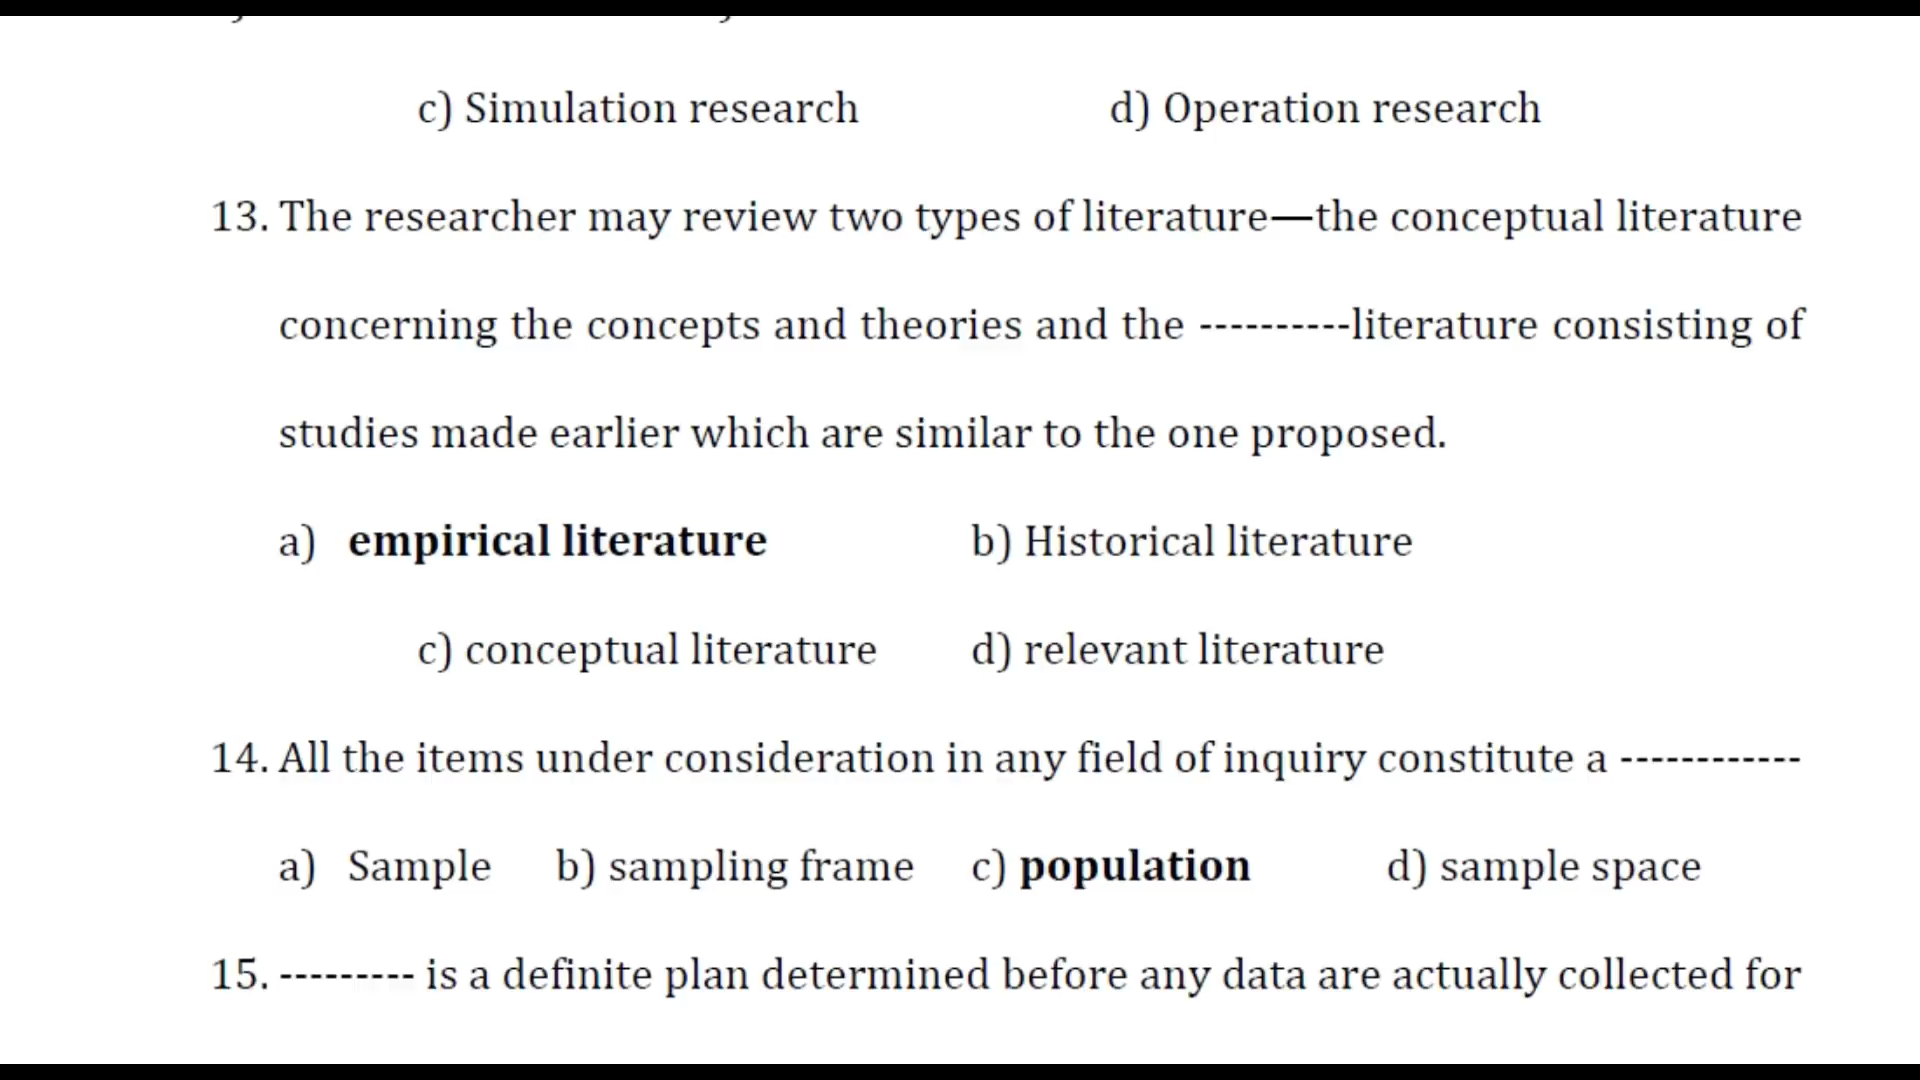 c) Simulation research d) Operation research
13. The researcher may review two types of literature—the conceptual literature
concerning the concepts and theories and the ----------literature consisting of
studies made earlier which are similar to the one proposed.
a) empirical literature b) Historical literature
c) conceptual literature d) relevant literature
14. All the items under consideration in any field of inquiry constitute a ------------
a) Sample b) sampling frame c) population d) sample space
15. --------- is a definite plan determined before any data are actually collected for